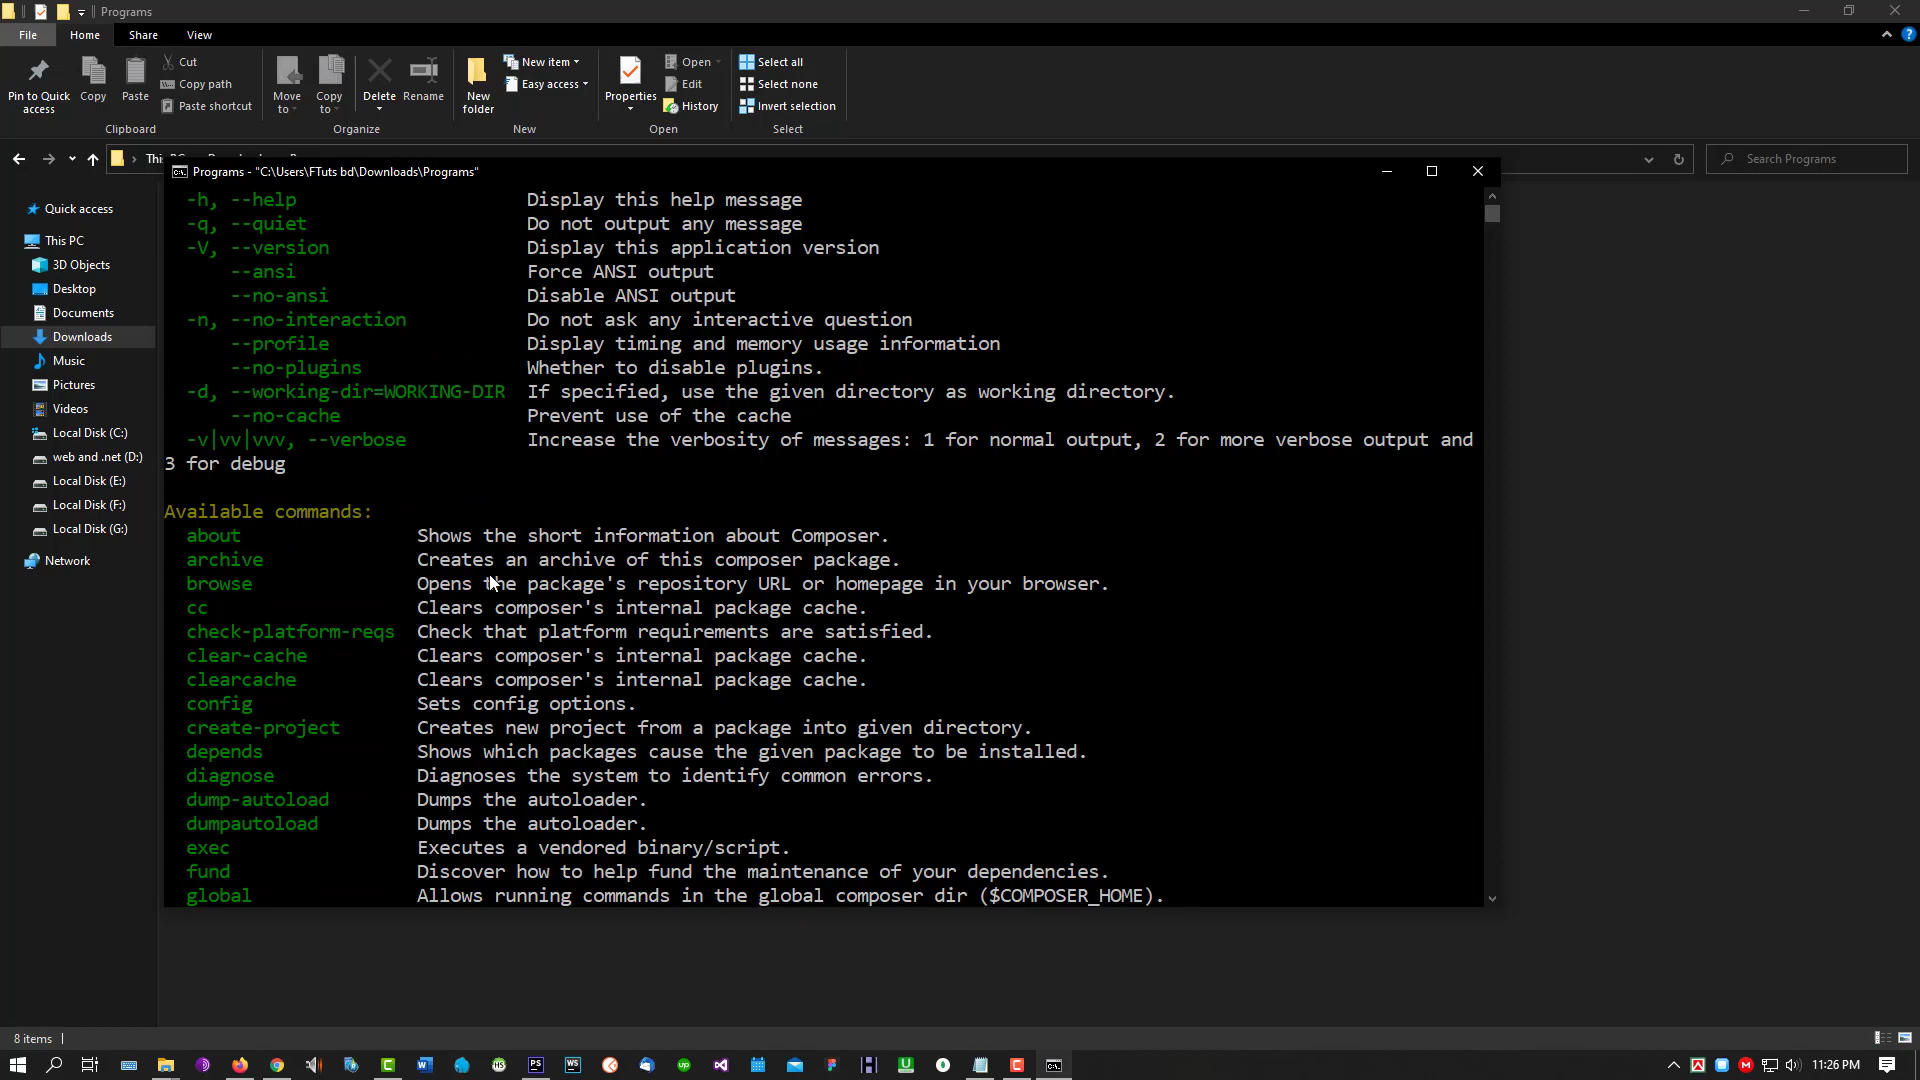 Programs
File
Home
Share
View
Pin to Quick access
Copy
Paste
Cut
Copy path
Paste shortcut
Clipboard
Move to
Copy to
Delete
Rename
Organize
New folder
New item
Easy access
New
Properties
Open
Edit
History
Open
Select all
Select none
Invert selection
Select
Search Programs
Quick access
This PC
3D Objects
Desktop
Documents
Downloads
Music
Pictures
Videos
Local Disk (C:)
web and .net (D:)
Local Disk (E:)
Local Disk (F:)
Local Disk (G:)
Network
Programs - "C:\Users\FTuts bd\Downloads\Programs"
-h, --help Display this help message
-q, --quiet Do not output any message
-V, --version Display this application version
--ansi Force ANSI output
--no-ansi Disable ANSI output
-n, --no-interaction Do not ask any interactive question
--profile Display timing and memory usage information
--no-plugins Whether to disable plugins.
-d, --working-dir=WORKING-DIR If specified, use the given directory as working directory.
--no-cache Prevent use of the cache
-v|vv|vvv, --verbose Increase the verbosity of messages: 1 for normal output, 2 for more verbose output and
3 for debug
Available commands:
about Shows the short information about Composer.
archive Creates an archive of this composer package.
browse Opens the package's repository URL or homepage in your browser.
cc Clears composer's internal package cache.
check-platform-reqs Check that platform requirements are satisfied.
clear-cache Clears composer's internal package cache.
clearcache Clears composer's internal package cache.
config Sets config options.
create-project Creates new project from a package into given directory.
depends Shows which packages cause the given package to be installed.
diagnose Diagnoses the system to identify common errors.
dump-autoload Dumps the autoloader.
dumpautoload Dumps the autoloader.
exec Executes a vendored binary/script.
fund Discover how to help fund the maintenance of your dependencies.
global Allows running commands in the global composer dir ($COMPOSER_HOME).
8 items
11:26 PM